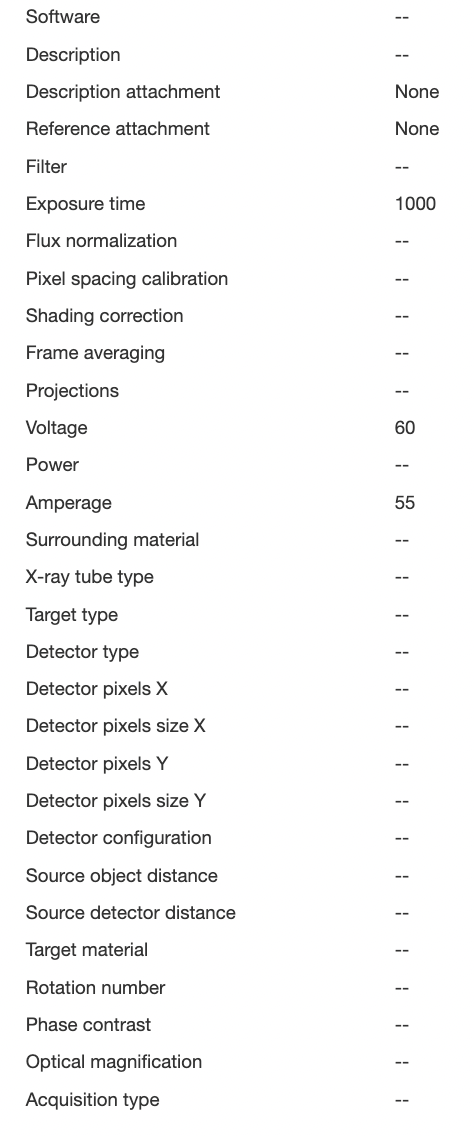 Software --
Description --
Description attachment None
Reference attachment None
Filter --
Exposure time 1000
Flux normalization --
Pixel spacing calibration --
Shading correction --
Frame averaging --
Projections --
Voltage 60
Power --
Amperage 55
Surrounding material --
X-ray tube type --
Target type --
Detector type --
Detector pixels X --
Detector pixels size X --
Detector pixels Y --
Detector pixels size Y --
Detector configuration --
Source object distance --
Source detector distance --
Target material --
Rotation number --
Phase contrast --
Optical magnification --
Acquisition type --